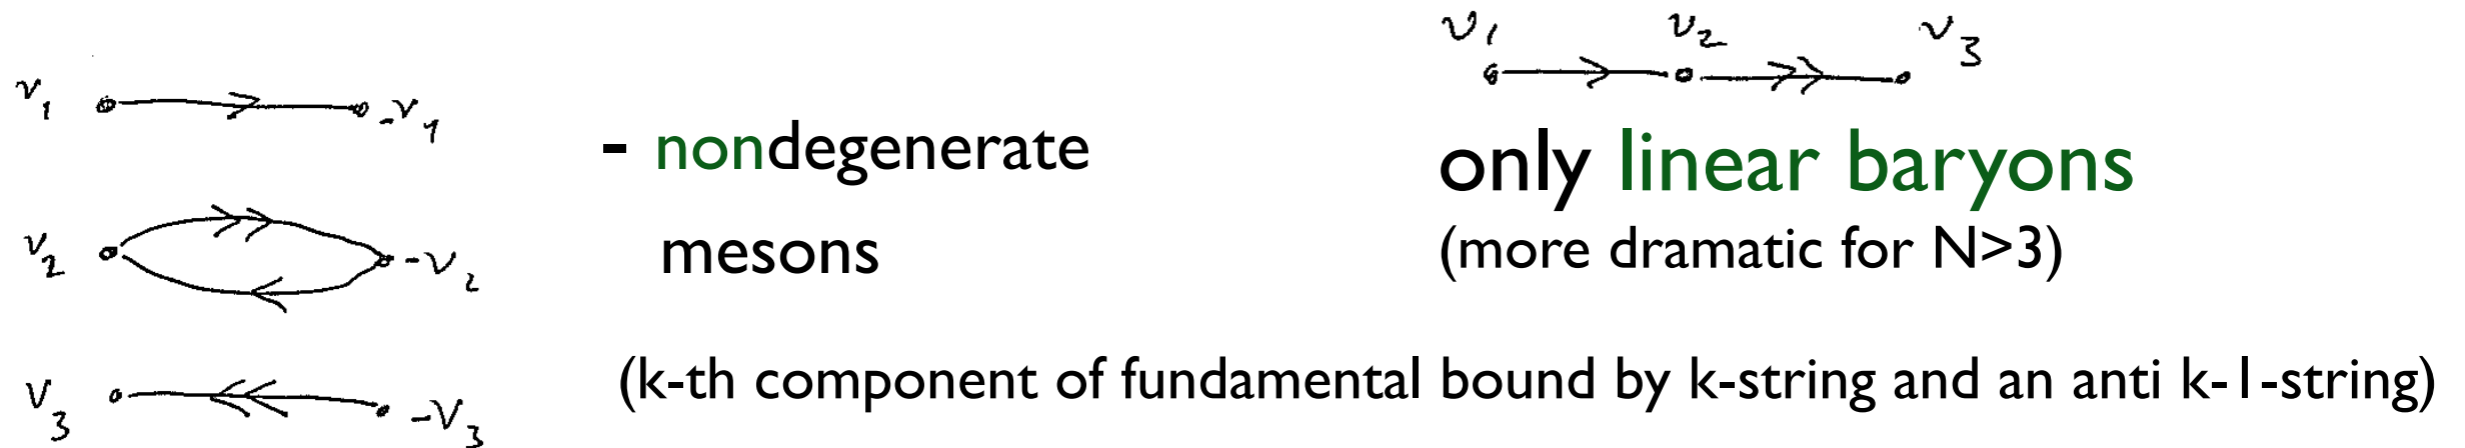 ν1 -ν1
ν2 -ν2
ν3 -ν3
- nondegenerate
mesons
ν1 ν2 ν3
only linear baryons
(more dramatic for N>3)
(k-th component of fundamental bound by k-string and an anti k-1-string)